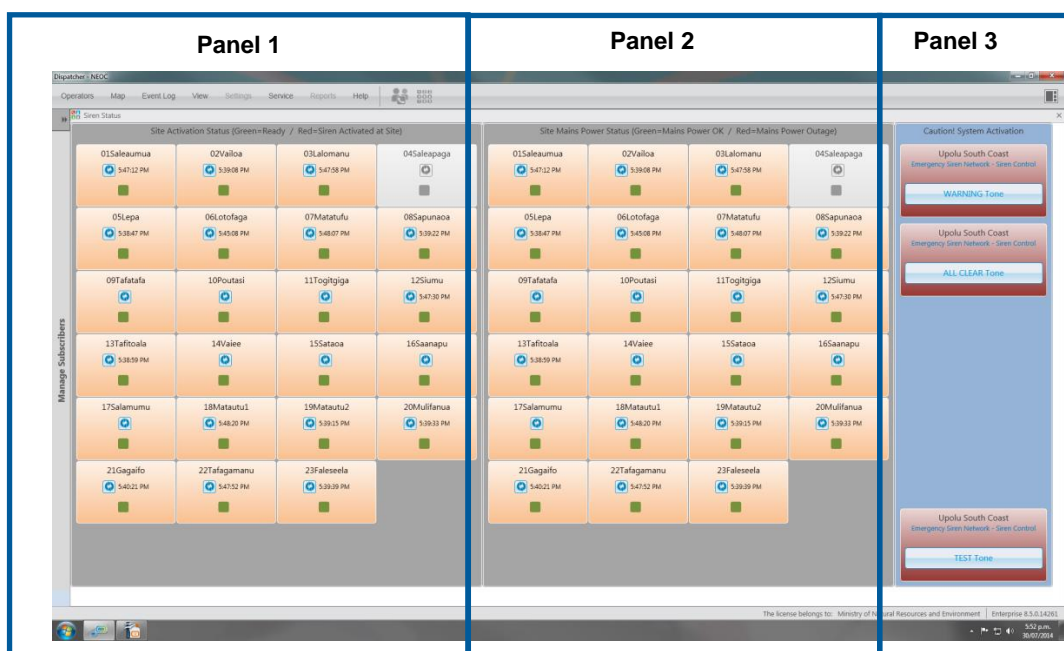 Panel 1
Panel 2
Panel 3
Dispatcher - NEOC
Operators Map Event Log View Settings Service Reports Help
Siren Status
Manage Subscribers
Site Activation Status (Green=Ready / Red=Siren Activated at Site)
01Saleaumua 02Vailoa 03Lalomanu 04Saleapaga
5:47:12 PM 5:39:08 PM 5:47:58 PM
05Lepa 06Lotofaga 07Matatufu 08Sapunaoa
5:38:47 PM 5:45:08 PM 5:48:07 PM 5:39:22 PM
09Tafatafa 10Poutasi 11Togitgiga 12Siumu
5:47:30 PM
13Tafitoala 14Vaiee 15Sataoa 16Saanapu
5:38:59 PM
17Salamumu 18Matautu1 19Matautu2 20Mulifanua
5:48:20 PM 5:39:15 PM 5:39:33 PM
21Gagaifo 22Tafagamanu 23Faleseela
5:40:21 PM 5:47:52 PM 5:39:39 PM
Site Mains Power Status (Green=Mains Power OK / Red=Mains Power Outage)
01Saleaumua 02Vailoa 03Lalomanu 04Saleapaga
5:47:12 PM 5:39:08 PM 5:47:58 PM
05Lepa 06Lotofaga 07Matatufu 08Sapunaoa
5:38:47 PM 5:45:08 PM 5:48:07 PM 5:39:22 PM
09Tafatafa 10Poutasi 11Togitgiga 12Siumu
5:47:30 PM
13Tafitoala 14Vaiee 15Sataoa 16Saanapu
5:38:59 PM
17Salamumu 18Matautu1 19Matautu2 20Mulifanua
5:48:20 PM 5:39:15 PM 5:39:33 PM
21Gagaifo 22Tafagamanu 23Faleseela
5:40:21 PM 5:47:52 PM 5:39:39 PM
Caution! System Activation
Upolu South Coast
Emergency Siren Network - Siren Control
WARNING Tone
Upolu South Coast
Emergency Siren Network - Siren Control
ALL CLEAR Tone
Upolu South Coast
Emergency Siren Network - Siren Control
TEST Tone
The license belongs to: Ministry of Natural Resources and Environment Enterprise 8.5.0.14261
5:52 p.m.
30/07/2014